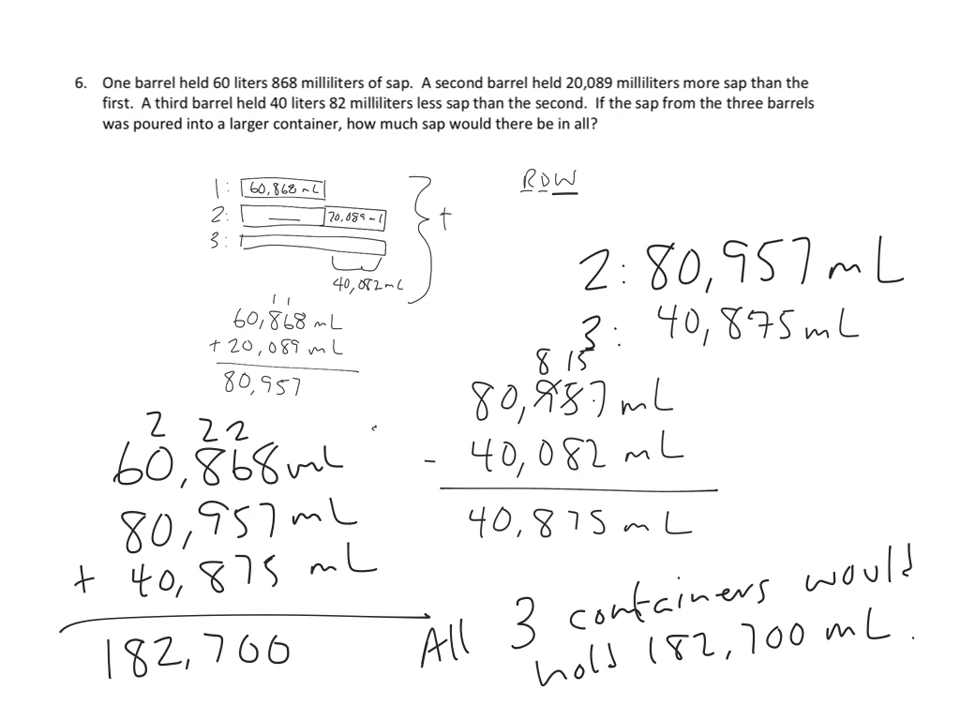 6. One barrel held 60 liters 868 milliliters of sap. A second barrel held 20,089 milliliters more sap than the
first. A third barrel held 40 liters 82 milliliters less sap than the second. If the sap from the three barrels
was poured into a larger container, how much sap would there be in all?
RDW
1: 60,868 mL
2: 20,089 mL
3:
40,082 mL
+
1 1
60,868 mL
+ 20,089 mL
80,957
2: 80,957 mL
3: 40,875 mL
8 15
80,957 mL
- 40,082 mL
40,875 mL
2 2 2
60,868 mL
80,957 mL
+ 40,875 mL
182,700
All 3 containers would
hold 182,700 mL.